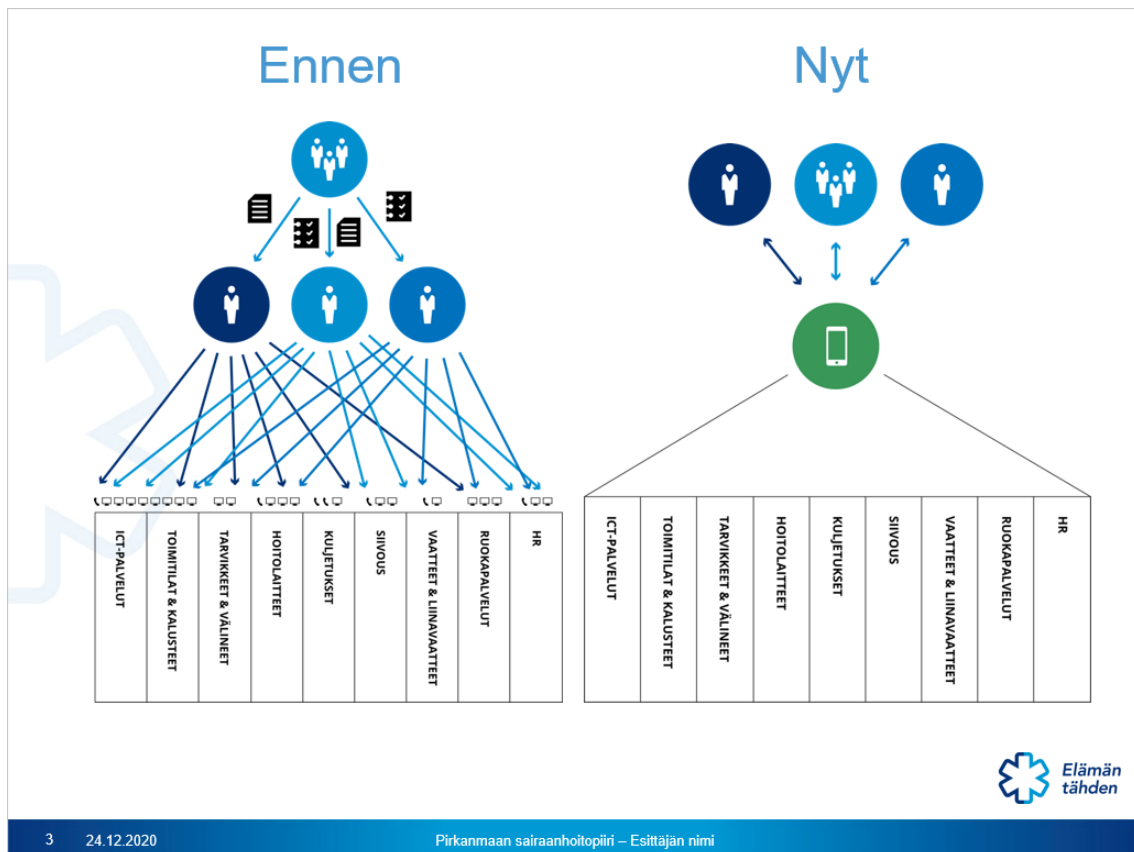 Ennen
Nyt
ICT-PALVELUT
TOIMITILAT & KALUSTEET
TARVIKKEET & VÄLINEET
HOITOLAITTEET
KULJETUKSET
SIIVOUS
VAATTEET & LIINAVAATTEET
RUOKAPALVELUT
HR
ICT-PALVELUT
TOIMITILAT & KALUSTEET
TARVIKKEET & VÄLINEET
HOITOLAITTEET
KULJETUKSET
SIIVOUS
VAATTEET & LIINAVAATTEET
RUOKAPALVELUT
HR
Elämän
tähden
3 24.12.2020 Pirkanmaan sairaanhoitopiiri – Esittäjän nimi